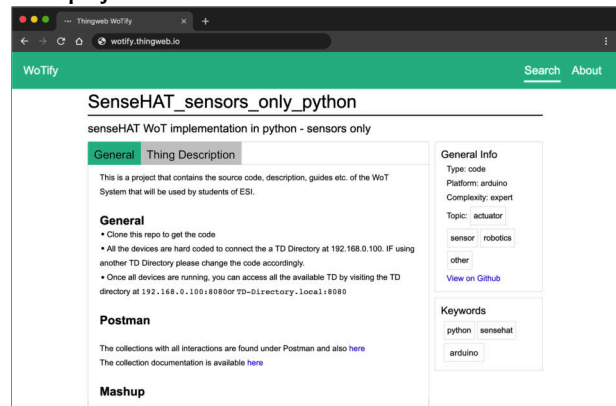 Thingweb WoTify
wotify.thingweb.io
WoTify
Search About
SenseHAT_sensors_only_python
senseHAT WoT implementation in python - sensors only
General Thing Description
This is a project that contains the source code, description, guides etc. of the WoT
System that will be used by students of ESI.
General
• Clone this repo to get the code
• All the devices are hard coded to connect the a TD Directory at 192.168.0.100. IF using
another TD Directory please change the code accordingly.
• Once all devices are running, you can access all the available TD by visiting the TD
directory at 192.168.0.100:8080or TD-Directory.local:8080
Postman
The collections with all interactions are found under Postman and also here
The collection documentation is available here
Mashup
General Info
Type: code
Platform: arduino
Complexity: expert
Topic: actuator
sensor robotics
other
View on Github
Keywords
python sensehat
arduino